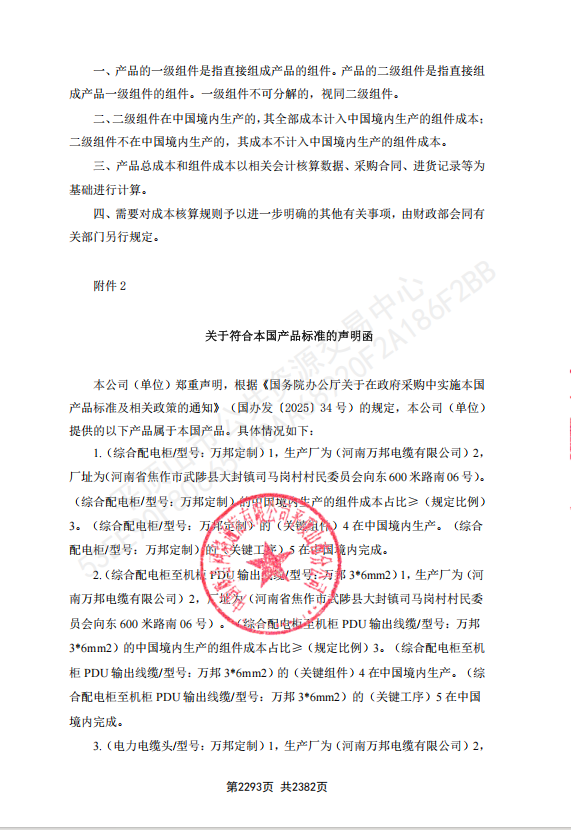 一、产品的一级组件是指直接组成产品的组件。产品的二级组件是指直接组
成产品一级组件的组件。一级组件不可分解的，视同二级组件。
二、二级组件在中国境内生产的，其全部成本计入中国境内生产的组件成本；
二级组件不在中国境内生产的，其成本不计入中国境内生产的组件成本。
三、产品总成本和组件成本以相关会计核算数据、采购合同、进货记录等为
基础进行计算。
四、需要对成本核算规则予以进一步明确的其他有关事项，由财政部会同有
关部门另行规定。
附件 2
关于符合本国产品标准的声明函
本公司（单位）郑重声明，根据《国务院办公厅关于在政府采购中实施本国
产品标准及相关政策的通知》（国办发〔2025〕34 号）的规定，本公司（单位）
提供的以下产品属于本国产品。具体情况如下：
1.（综合配电柜/型号：万邦定制）1，生产厂为（河南万邦电缆有限公司）2，
厂址为（河南省焦作市武陟县大封镇司马岗村村民委员会向东 600 米路南 06 号）。
（综合配电柜/型号：万邦定制）的中国境内生产的组件成本占比≥（规定比例）
3。（综合配电柜/型号：万邦定制）的（关键组件）4 在中国境内生产。（综合
配电柜/型号：万邦定制）的（关键工序）5 在中国境内完成。
2.（综合配电柜至机柜 PDU 输出线缆/型号：万邦 3*6mm2）1，生产厂为（河
南万邦电缆有限公司）2，厂址为（河南省焦作市武陟县大封镇司马岗村村民委
员会向东 600 米路南 06 号）。（综合配电柜至机柜 PDU 输出线缆/型号：万邦
3*6mm2）的中国境内生产的组件成本占比≥（规定比例）3。（综合配电柜至机
柜 PDU 输出线缆/型号：万邦 3*6mm2）的（关键组件）4 在中国境内生产。（综
合配电柜至机柜 PDU 输出线缆/型号：万邦 3*6mm2）的（关键工序）5 在中国
境内完成。
3.（电力电缆头/型号：万邦定制）1，生产厂为（河南万邦电缆有限公司）2，
第2293页 共2382页